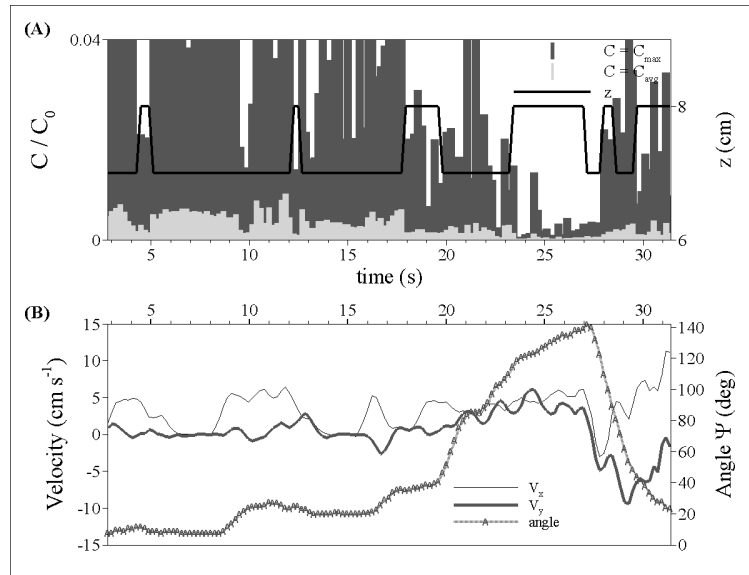 (A)
0.04
C = Cmax
C = Cavg
z
8
C / C0
7
z (cm)
0
6
5 10 15 20 25 30
time (s)
(B)
5 10 15 20 25 30
15
10
5
0
-5
-10
-15
Velocity (cm s-1)
140
120
100
80
60
40
20
0
Angle Ψ (deg)
Vx
Vy
angle